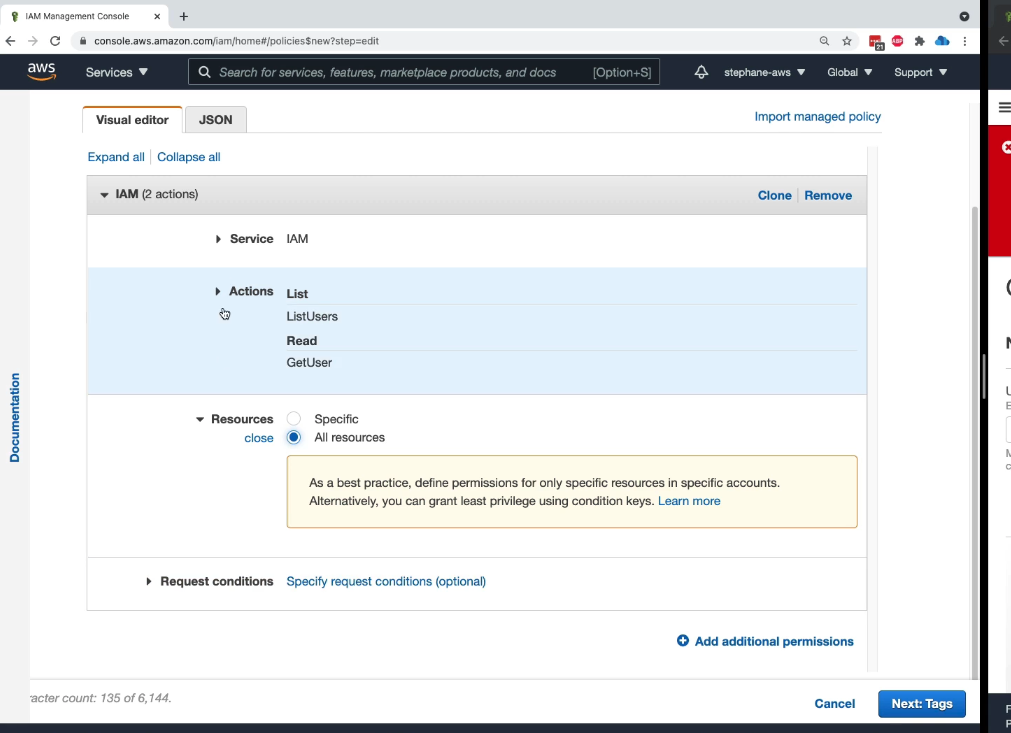 IAM Management Console
console.aws.amazon.com/iam/home#/policies$new?step=edit
21
ABP
aws
Services
Search for services, features, marketplace products, and docs
[Option+S]
stephane-aws
Global
Support
Visual editor
JSON
Import managed policy
Expand all
Collapse all
IAM (2 actions)
Clone
Remove
Service
IAM
Actions
List
ListUsers
Read
GetUser
Resources
close
Specific
All resources
As a best practice, define permissions for only specific resources in specific accounts.
Alternatively, you can grant least privilege using condition keys. Learn more
Request conditions
Specify request conditions (optional)
Add additional permissions
Documentation
racter count: 135 of 6,144.
Cancel
Next: Tags